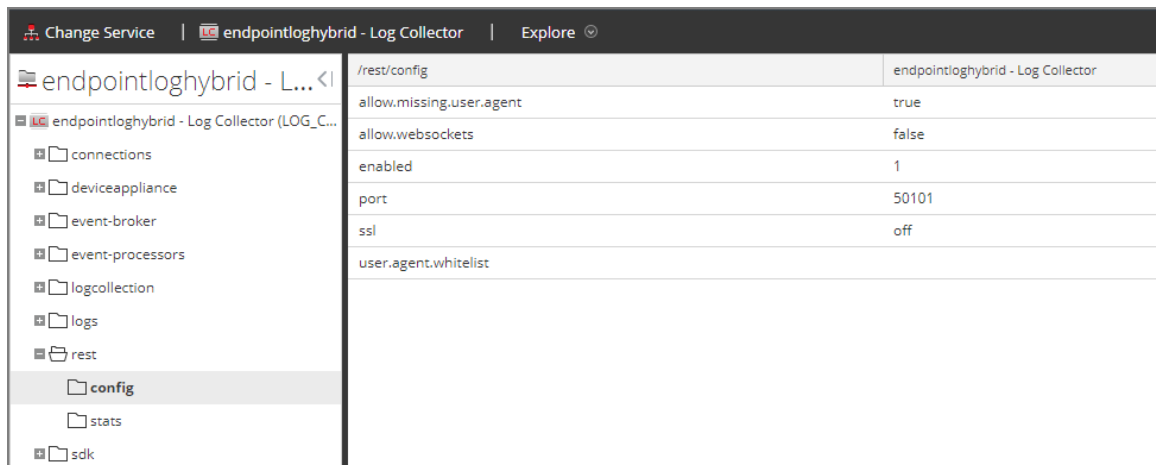 Change Service | LC endpointloghybrid - Log Collector | Explore
endpointloghybrid - L...
LC endpointloghybrid - Log Collector (LOG_C...
connections
deviceappliance
event-broker
event-processors
logcollection
logs
rest
config
stats
sdk
/rest/config endpointloghybrid - Log Collector
allow.missing.user.agent true
allow.websockets false
enabled 1
port 50101
ssl off
user.agent.whitelist